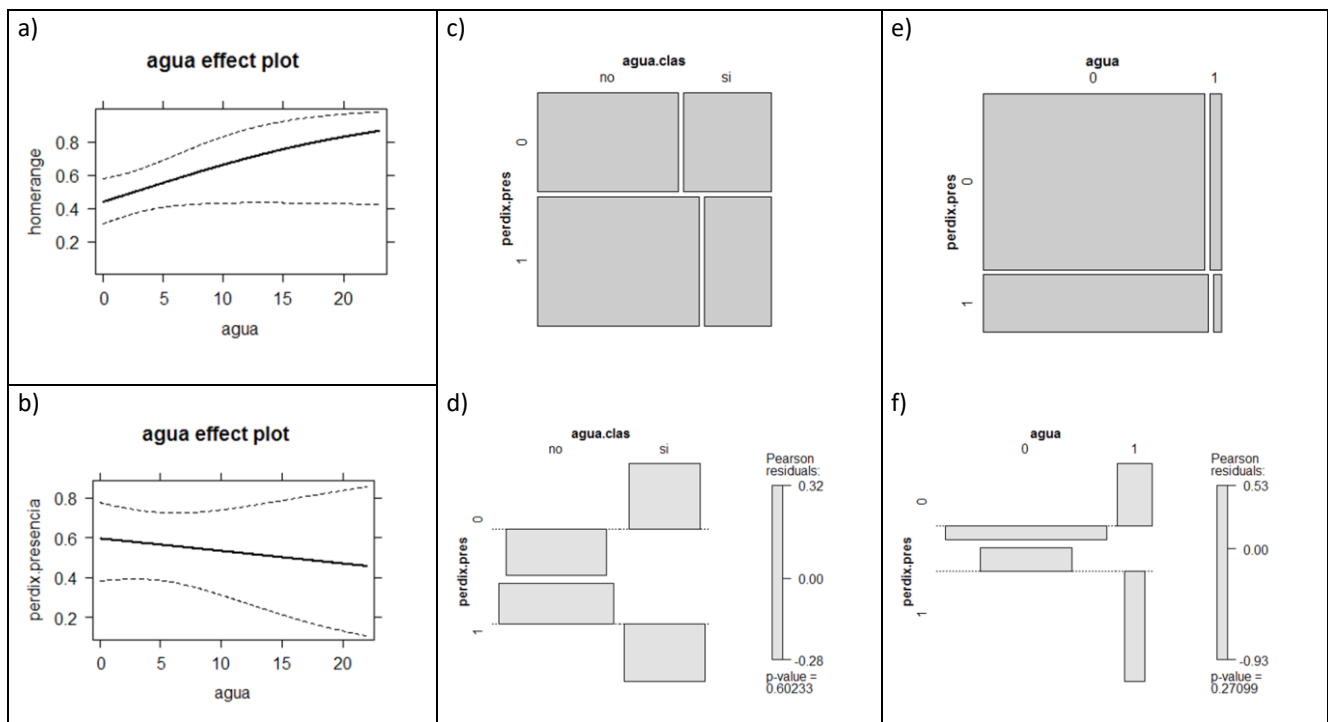 a)
agua effect plot
homerange
0.8
0.6
0.4
0.2
0 5 10 15 20
agua
b)
agua effect plot
perdix.presencia
0.8
0.6
0.4
0.2
0 5 10 15 20
agua
c)
agua.clas
no si
perdix.pres
0
1
d)
agua.clas
no si
perdix.pres
0
1
Pearson
residuals:
0.32
0.00
-0.28
p-value =
0.60233
e)
agua
0 1
perdix.pres
0
1
f)
agua
0 1
perdix.pres
0
1
Pearson
residuals:
0.53
0.00
-0.93
p-value =
0.27099